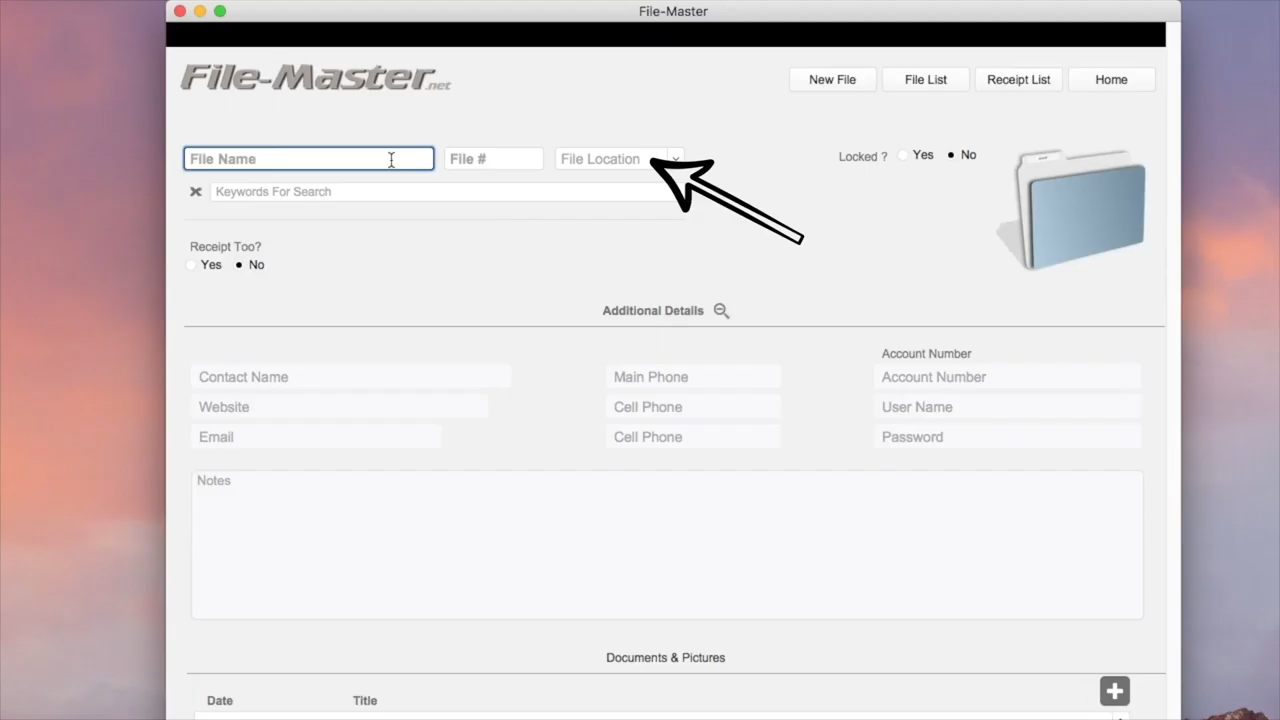 File-Master
File-Master.net
New File
File List
Receipt List
Home
File Name
File #
File Location
Locked ?
Yes
No
Keywords For Search
Receipt Too?
Yes
No
Additional Details
Account Number
Contact Name
Main Phone
Account Number
Website
Cell Phone
User Name
Email
Cell Phone
Password
Notes
Documents & Pictures
Date
Title